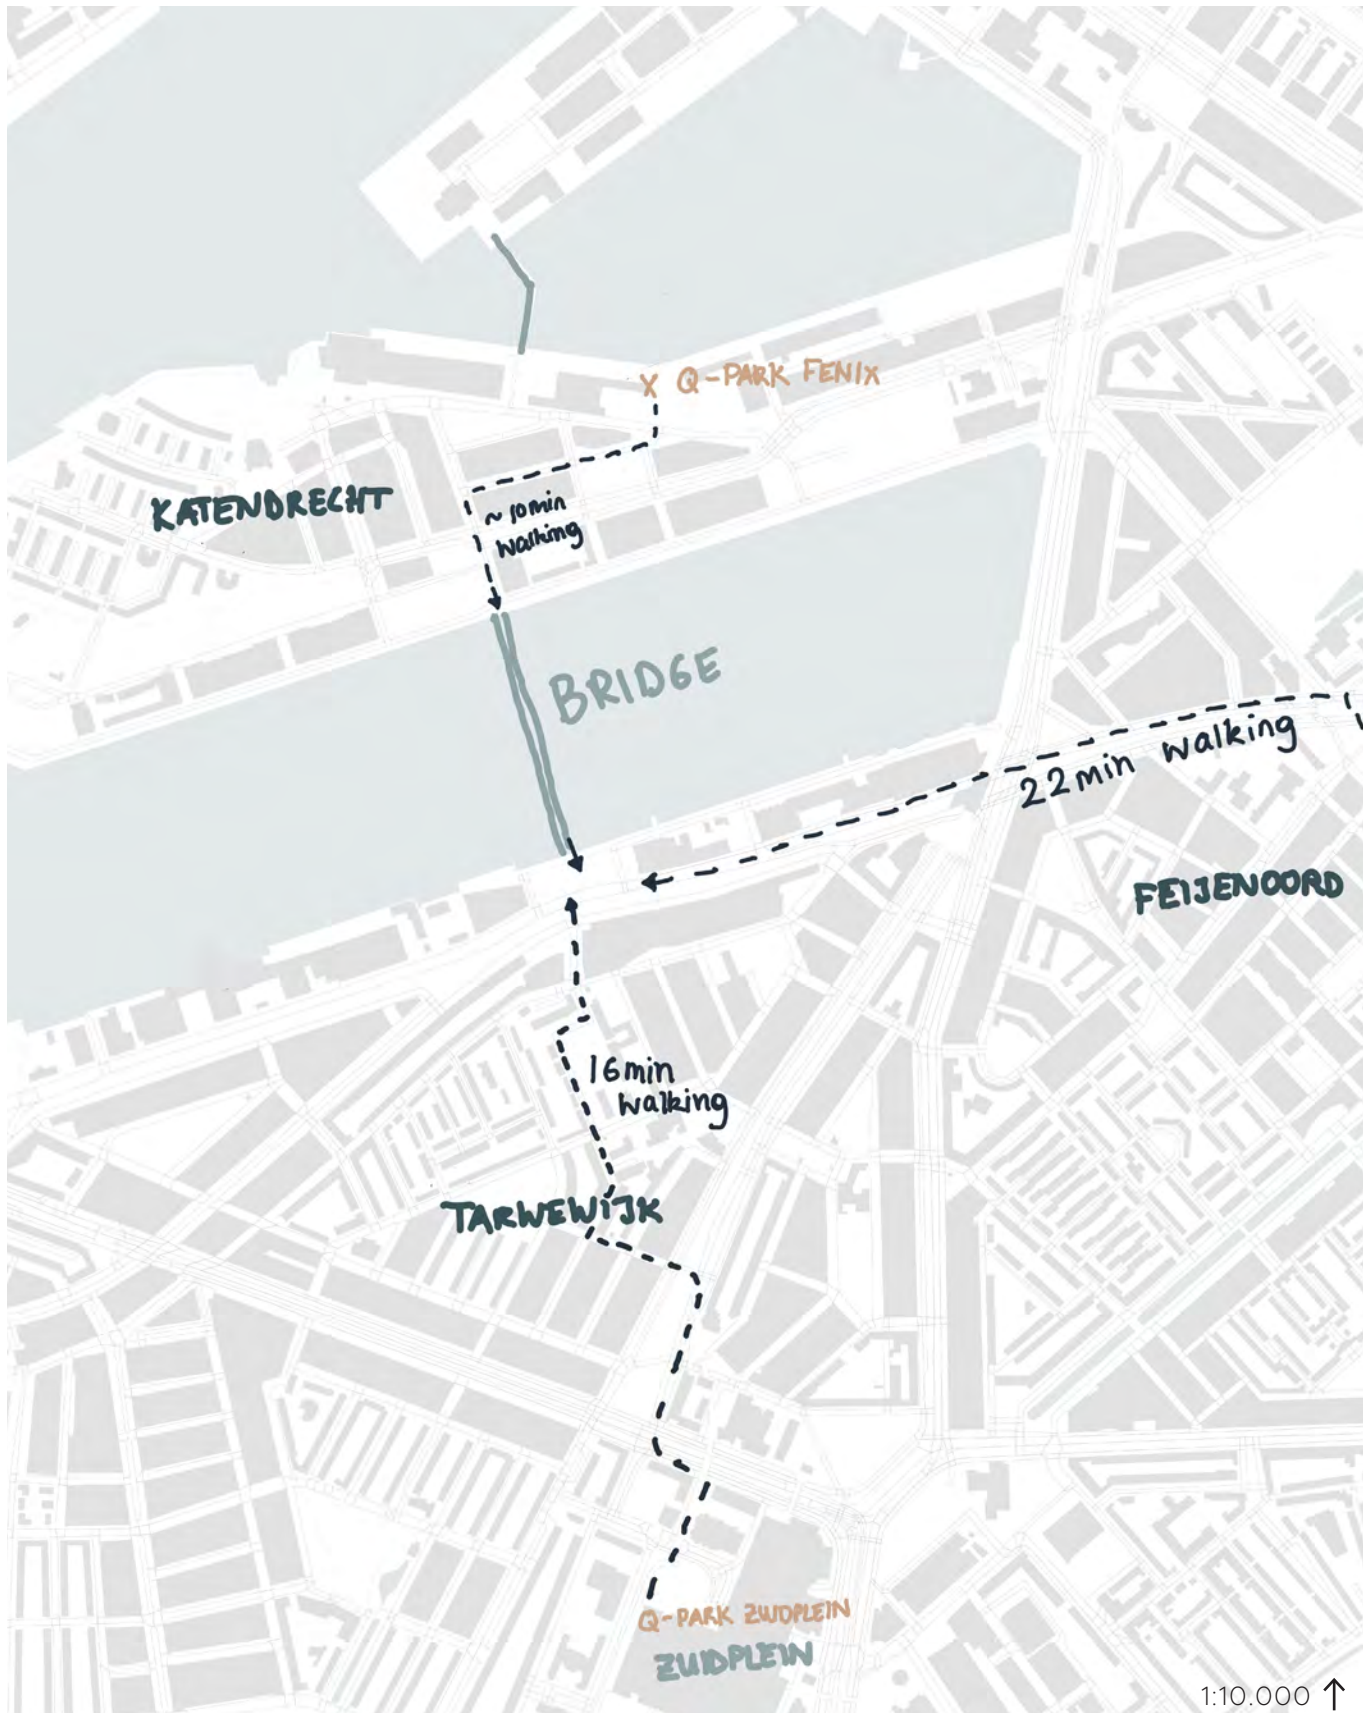 X Q-PARK FENIX
KATENDRECHT
~10min
walking
BRIDGE
22min walking
FEIJENOORD
16min
walking
TARWEWIJK
Q-PARK ZUIDPLEIN
ZUIDPLEIN
1:10.000 ↑